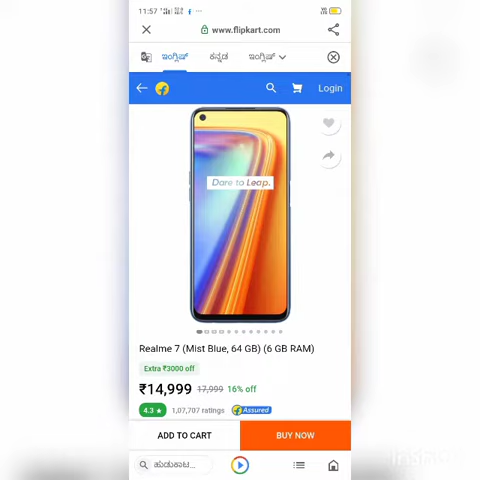 11:57
www.flipkart.com
ಇಂಗ್ಲಿಷ್ ಕನ್ನಡ ಇಂಗ್ಲಿಷ್
Login
Dare to Leap.
Realme 7 (Mist Blue, 64 GB) (6 GB RAM)
Extra ₹3000 off
₹14,999 17,999 16% off
4.3 ★ 1,07,707 ratings Assured
ADD TO CART BUY NOW
ಹುಡುಕಾಟ...